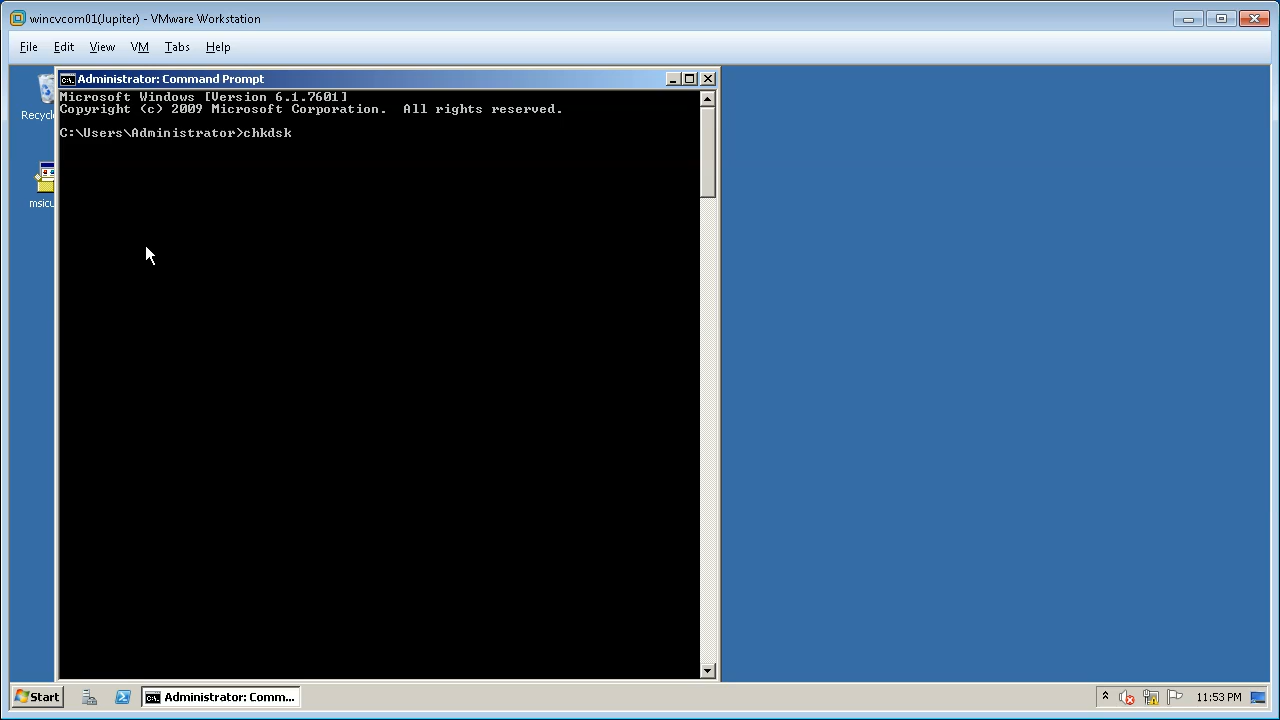 wincvcom01(Jupiter) - VMware Workstation
File Edit View VM Tabs Help
Administrator: Command Prompt
Microsoft Windows [Version 6.1.7601]
Copyright (c) 2009 Microsoft Corporation.  All rights reserved.
C:\Users\Administrator>chkdsk
Recycl
msicu
Start
Administrator: Comm...
11:53 PM